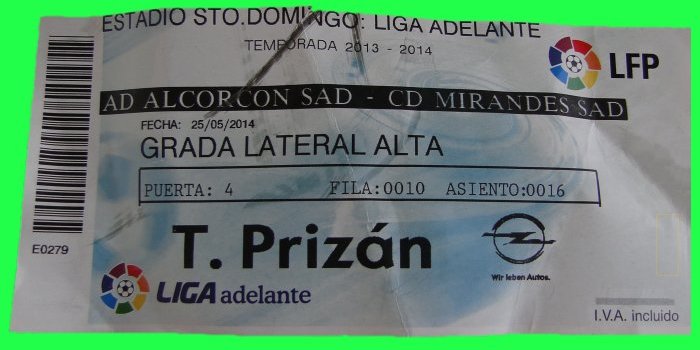 ESTADIO STO.DOMINGO: LIGA ADELANTE
TEMPORADA 2013 - 2014
LFP
AD ALCORCON SAD - CD MIRANDES SAD
FECHA: 25/05/2014
GRADA LATERAL ALTA
PUERTA: 4 FILA:0010 ASIENTO:0016
E0279
T. Prizán
Wir leben Autos.
LIGA adelante
I.V.A. incluido